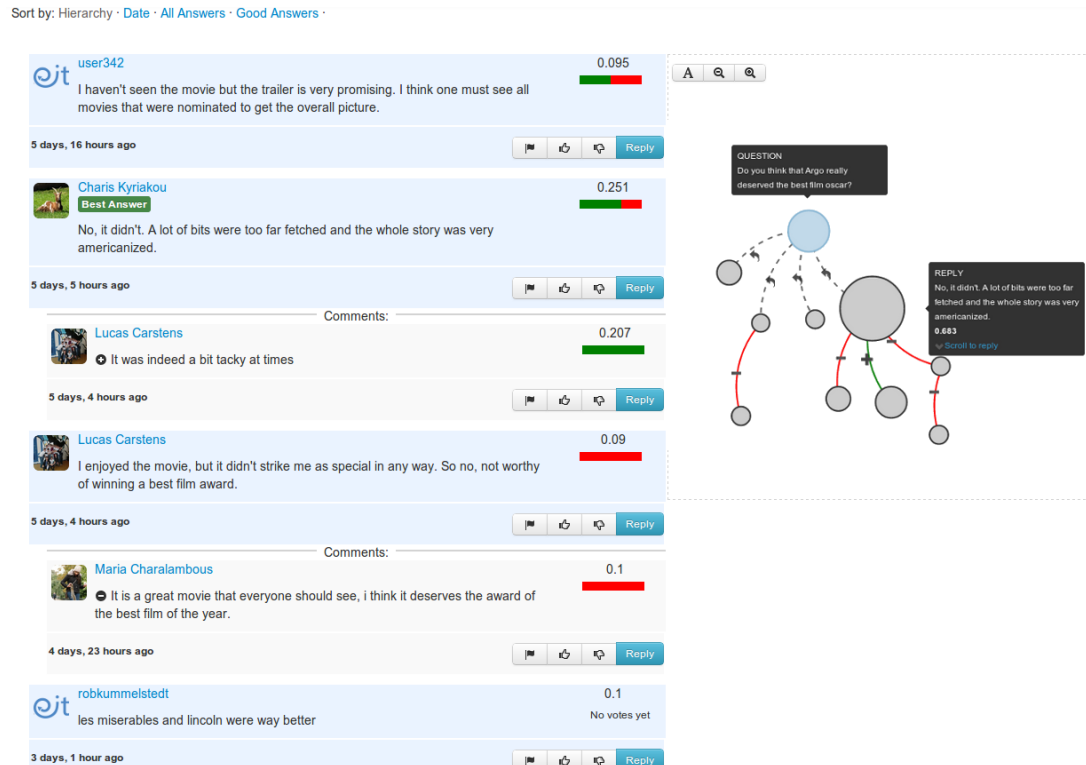 Sort by: Hierarchy · Date · All Answers · Good Answers ·
user342
0.095
I haven't seen the movie but the trailer is very promising. I think one must see all
movies that were nominated to get the overall picture.
5 days, 16 hours ago
Reply
Charis Kyriakou
0.251
Best Answer
No, it didn't. A lot of bits were too far fetched and the whole story was very
americanized.
5 days, 5 hours ago
Reply
Comments:
Lucas Carstens
0.207
It was indeed a bit tacky at times
5 days, 4 hours ago
Reply
Lucas Carstens
0.09
I enjoyed the movie, but it didn't strike me as special in any way. So no, not worthy
of winning a best film award.
5 days, 4 hours ago
Reply
Comments:
Maria Charalambous
0.1
It is a great movie that everyone should see, i think it deserves the award of
the best film of the year.
4 days, 23 hours ago
Reply
robkummelstedt
0.1
les miserables and lincoln were way better
No votes yet
3 days, 1 hour ago
Reply
A
QUESTION
Do you think that Argo really
deserved the best film oscar?
REPLY
No, it didn't. A lot of bits were too far
fetched and the whole story was very
americanized.
0.683
Scroll to reply